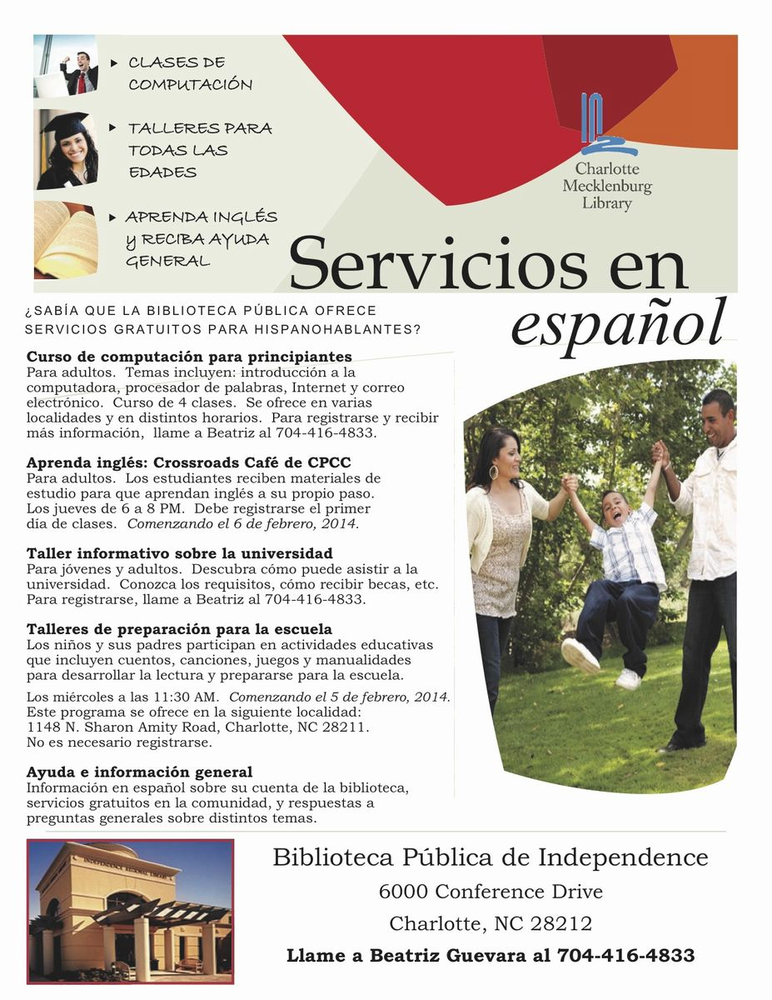 CLASES DE
COMPUTACIÓN
TALLERES PARA
TODAS LAS
EDADES
APRENDA INGLÉS
y RECIBA AYUDA
GENERAL
Charlotte
Mecklenburg
Library
Servicios en
español
¿SABÍA QUE LA BIBLIOTECA PÚBLICA OFRECE
SERVICIOS GRATUITOS PARA HISPANOHABLANTES?
Curso de computación para principiantes
Para adultos. Temas incluyen: introducción a la
computadora, procesador de palabras, Internet y correo
electrónico. Curso de 4 clases. Se ofrece en varias
localidades y en distintos horarios. Para registrarse y recibir
más información, llame a Beatriz al 704-416-4833.
Aprenda inglés: Crossroads Café de CPCC
Para adultos. Los estudiantes reciben materiales de
estudio para que aprendan inglés a su propio paso.
Los jueves de 6 a 8 PM. Debe registrarse el primer
día de clases. Comenzando el 6 de febrero, 2014.
Taller informativo sobre la universidad
Para jóvenes y adultos. Descubra cómo puede asistir a la
universidad. Conozca los requisitos, cómo recibir becas, etc.
Para registrarse, llame a Beatriz al 704-416-4833.
Talleres de preparación para la escuela
Los niños y sus padres participan en actividades educativas
que incluyen cuentos, canciones, juegos y manualidades
para desarrollar la lectura y prepararse para la escuela.
Los miércoles a las 11:30 AM. Comenzando el 5 de febrero, 2014.
Este programa se ofrece en la siguiente localidad:
1148 N. Sharon Amity Road, Charlotte, NC 28211.
No es necesario registrarse.
Ayuda e información general
Información en español sobre su cuenta de la biblioteca,
servicios gratuitos en la comunidad, y respuestas a
preguntas generales sobre distintos temas.
INDEPENDENCE REGIONAL LIBRARY
Biblioteca Pública de Independence
6000 Conference Drive
Charlotte, NC 28212
Llame a Beatriz Guevara al 704-416-4833